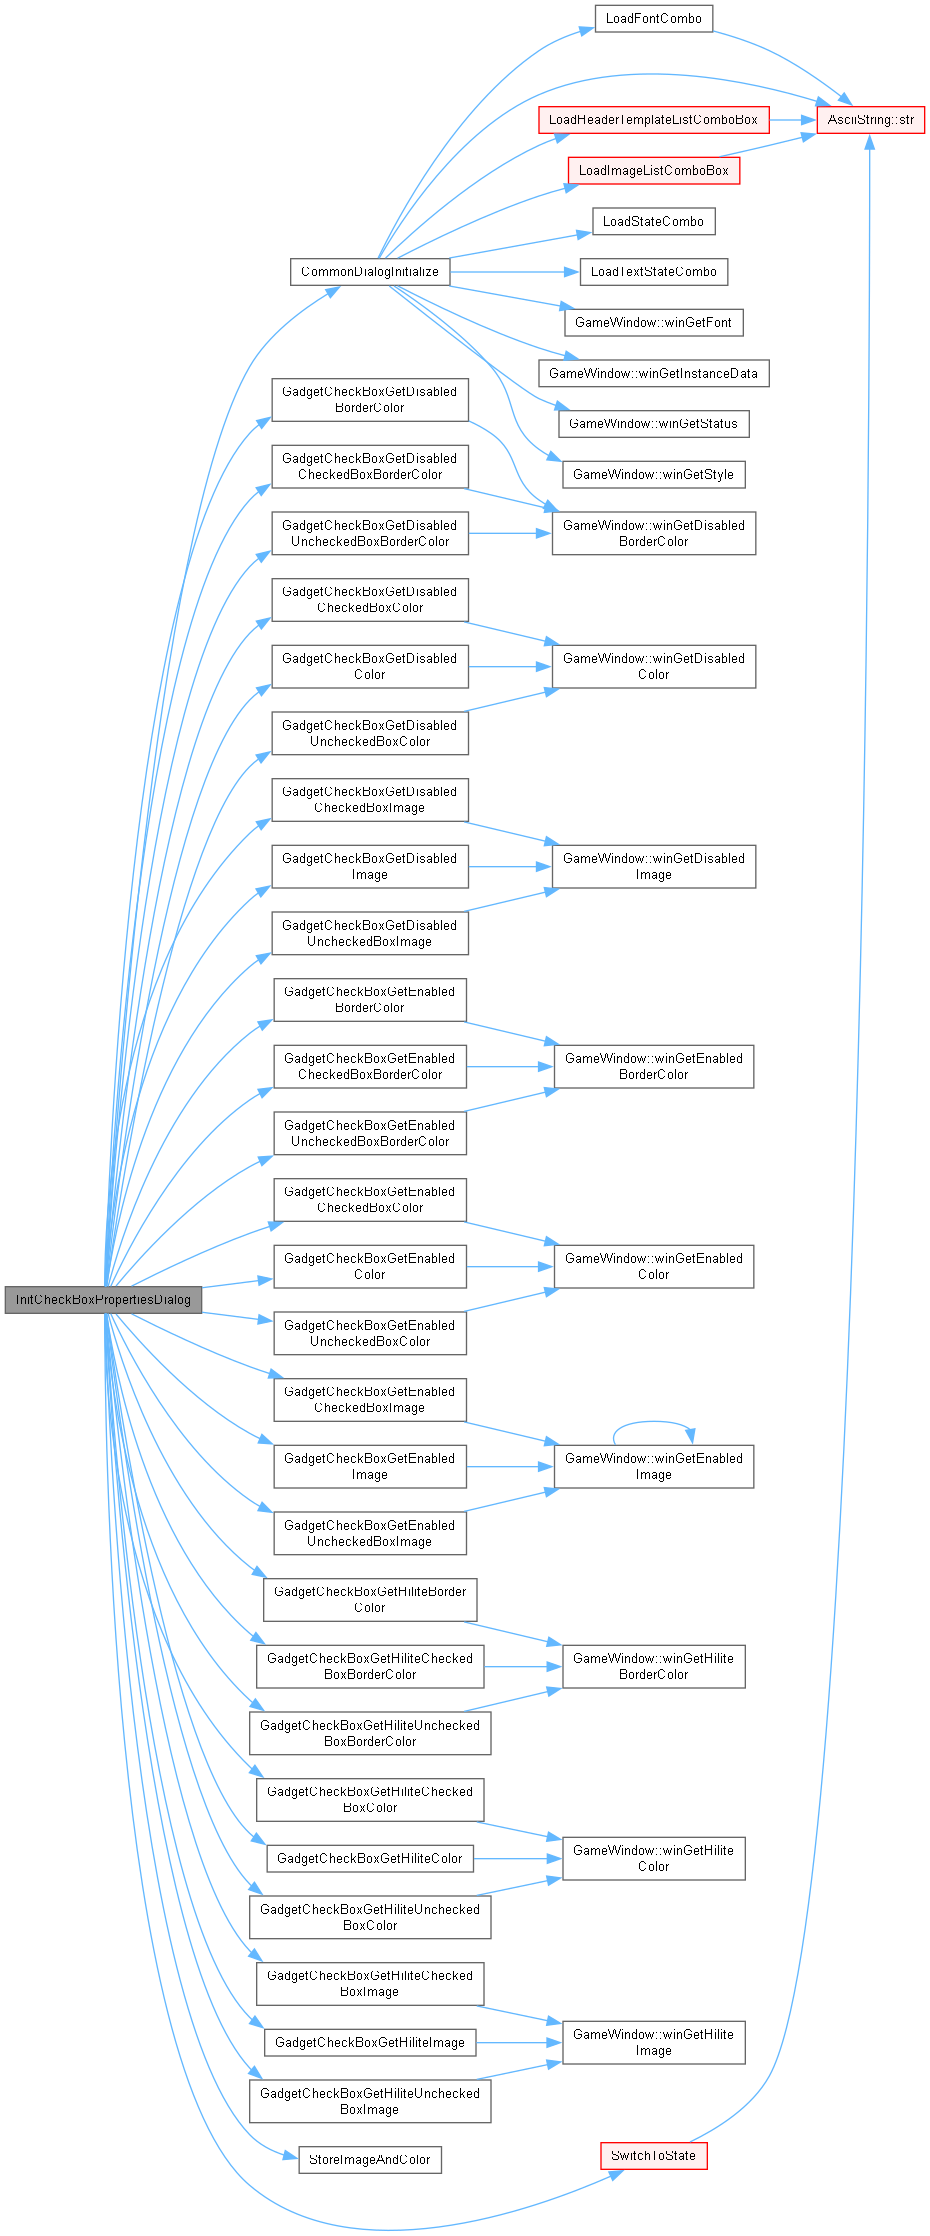 LoadFontCombo
LoadHeaderTemplateListComboBox
AsciiString::str
LoadImageListComboBox
LoadStateCombo
CommonDialogInitialize
LoadTextStateCombo
GameWindow::winGetFont
GameWindow::winGetInstanceData
GadgetCheckBoxGetDisabled
BorderColor
GameWindow::winGetStatus
GadgetCheckBoxGetDisabled
CheckedBoxBorderColor
GameWindow::winGetStyle
GadgetCheckBoxGetDisabled
UncheckedBoxBorderColor
GameWindow::winGetDisabled
BorderColor
GadgetCheckBoxGetDisabled
CheckedBoxColor
GadgetCheckBoxGetDisabled
Color
GameWindow::winGetDisabled
Color
GadgetCheckBoxGetDisabled
UncheckedBoxColor
GadgetCheckBoxGetDisabled
CheckedBoxImage
GadgetCheckBoxGetDisabled
Image
GameWindow::winGetDisabled
Image
GadgetCheckBoxGetDisabled
UncheckedBoxImage
GadgetCheckBoxGetEnabled
BorderColor
GadgetCheckBoxGetEnabled
CheckedBoxBorderColor
GameWindow::winGetEnabled
BorderColor
GadgetCheckBoxGetEnabled
UncheckedBoxBorderColor
GadgetCheckBoxGetEnabled
CheckedBoxColor
GadgetCheckBoxGetEnabled
Color
GameWindow::winGetEnabled
Color
InitCheckBoxPropertiesDialog
GadgetCheckBoxGetEnabled
UncheckedBoxColor
GadgetCheckBoxGetEnabled
CheckedBoxImage
GadgetCheckBoxGetEnabled
Image
GameWindow::winGetEnabled
Image
GadgetCheckBoxGetEnabled
UncheckedBoxImage
GadgetCheckBoxGetHiliteBorder
Color
GadgetCheckBoxGetHiliteChecked
BoxBorderColor
GameWindow::winGetHilite
BorderColor
GadgetCheckBoxGetHiliteUnchecked
BoxBorderColor
GadgetCheckBoxGetHiliteChecked
BoxColor
GadgetCheckBoxGetHiliteColor
GameWindow::winGetHilite
Color
GadgetCheckBoxGetHiliteUnchecked
BoxColor
GadgetCheckBoxGetHiliteChecked
BoxImage
GadgetCheckBoxGetHiliteImage
GameWindow::winGetHilite
Image
GadgetCheckBoxGetHiliteUnchecked
BoxImage
StoreImageAndColor
SwitchToState